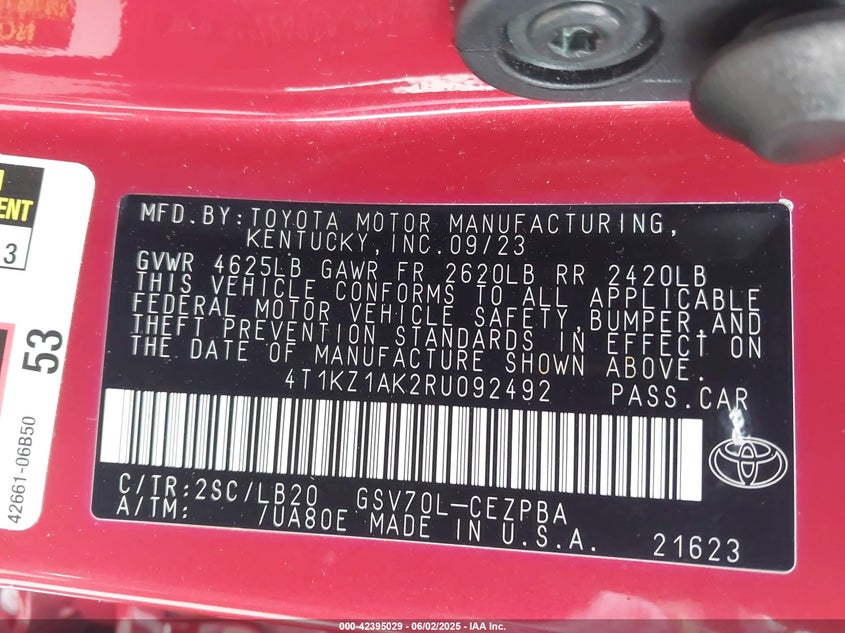 ENT
3
53
42661-06B50
MFD.BY:TOYOTA MOTOR MANUFACTURING,
KENTUCKY,INC.09/23
GVWR 4625LB GAWR FR 2620LB RR 2420LB
THIS VEHICLE CONFORMS TO ALL APPLICABLE
FEDERAL MOTOR VEHICLE SAFETY,BUMPER,AND
THEFT PREVENTION STANDARDS IN EFFECT ON
THE DATE OF MANUFACTURE SHOWN ABOVE.
4T1KZ1AK2RU092492 PASS.CAR
C/TR:2SC/LB20 GSV70L-CEZPBA
A/TM: /UA80E MADE IN U.S.A.
21623
000-42395029 - 06/02/2025 - IAA Inc.